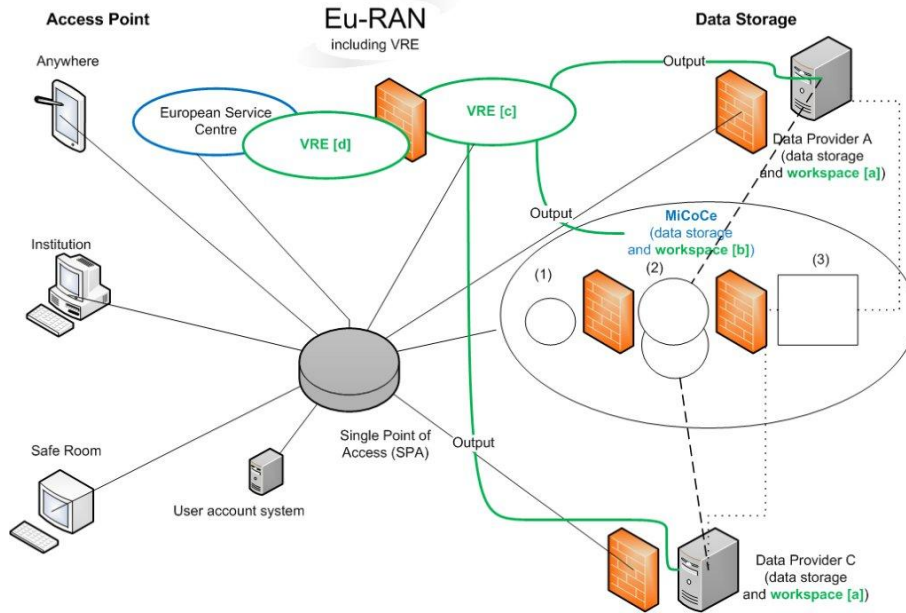 Access Point
Eu-RAN
including VRE
Data Storage
Anywhere
European Service
Centre
VRE [d]
VRE [c]
Output
Data Provider A
(data storage
and workspace [a])
Output
MiCoCe
(data storage
and workspace [b])
Institution
(1)
(2)
(3)
Single Point of
Access (SPA)
Output
Safe Room
User account system
Data Provider C
(data storage
and workspace [a])